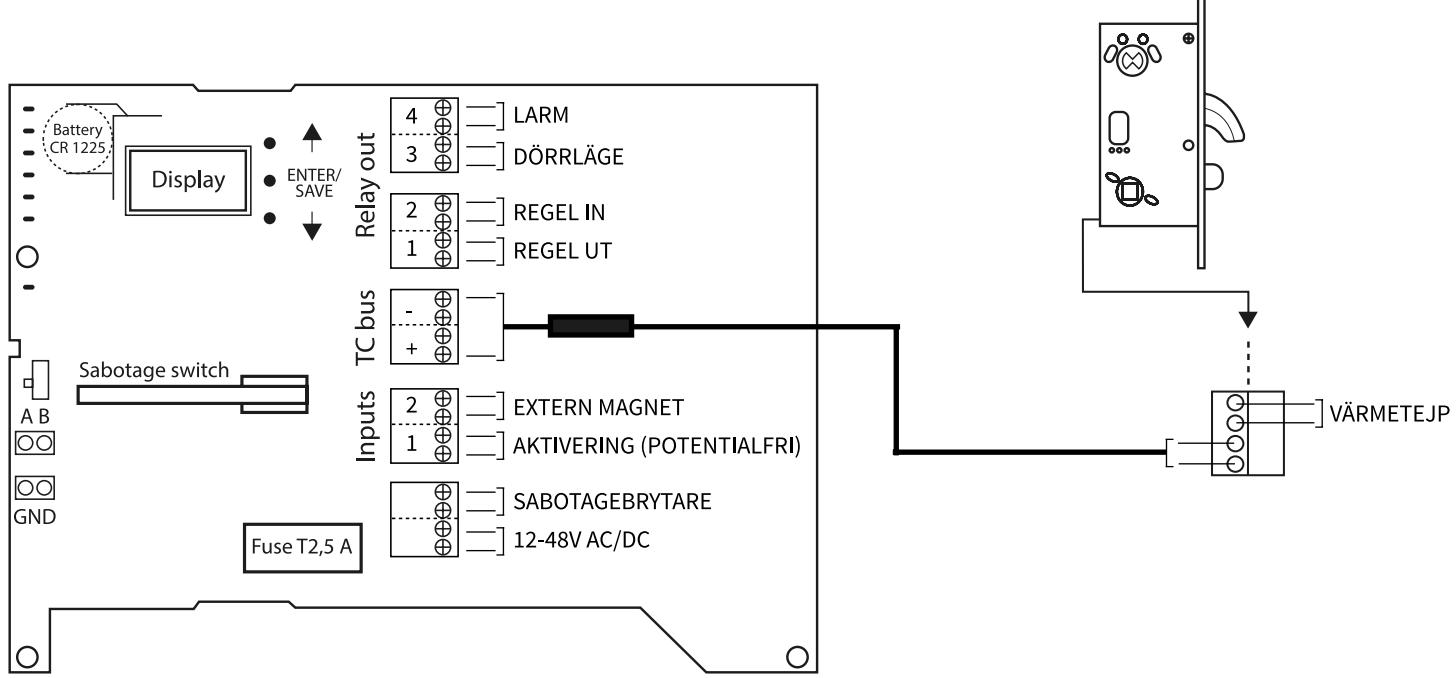 Battery
CR 1225
Display
ENTER/
SAVE
Relay out
4
LARM
3
DÖRRLÄGE
2
REGEL IN
1
REGEL UT
TC bus
-
+
Sabotage switch
A B
GND
Inputs
2
EXTERN MAGNET
1
AKTIVERING (POTENTIALFRI)
SABOTAGEBRYTARE
12-48V AC/DC
Fuse T2,5 A
VÄRMETEJP